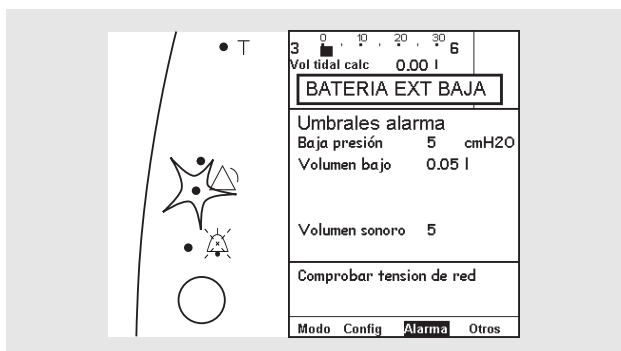 T
0 10 20 30
3 6
Vol tidal calc 0.00 l
BATERIA EXT BAJA
Umbrales alarma
Baja presión 5 cmH2O
Volumen bajo 0.05 l
Volumen sonoro 5
Comprobar tension de red
Modo Config Alarma Otros